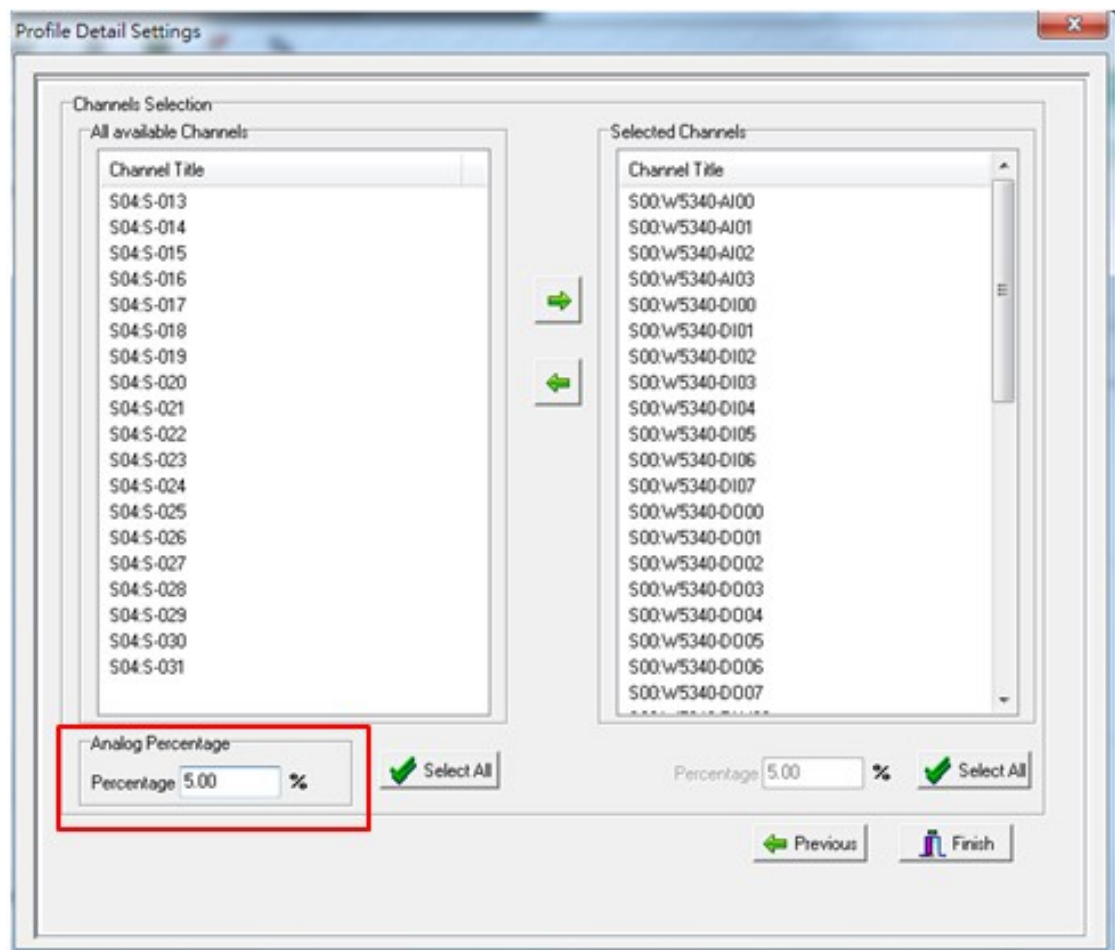 Profile Detail Settings
Channels Selection
All available Channels
Channel Title
S04:S-013
S04:S-014
S04:S-015
S04:S-016
S04:S-017
S04:S-018
S04:S-019
S04:S-020
S04:S-021
S04:S-022
S04:S-023
S04:S-024
S04:S-025
S04:S-026
S04:S-027
S04:S-028
S04:S-029
S04:S-030
S04:S-031
Selected Channels
Channel Title
S00:W5340-AI00
S00:W5340-AI01
S00:W5340-AI02
S00:W5340-AI03
S00:W5340-DI00
S00:W5340-DI01
S00:W5340-DI02
S00:W5340-DI03
S00:W5340-DI04
S00:W5340-DI05
S00:W5340-DI06
S00:W5340-DI07
S00:W5340-DO00
S00:W5340-DO01
S00:W5340-DO02
S00:W5340-DO03
S00:W5340-DO04
S00:W5340-DO05
S00:W5340-DO06
S00:W5340-DO07
Analog Percentage
Percentage 5.00 %
Select All
Percentage 5.00 %
Select All
Previous
Finish